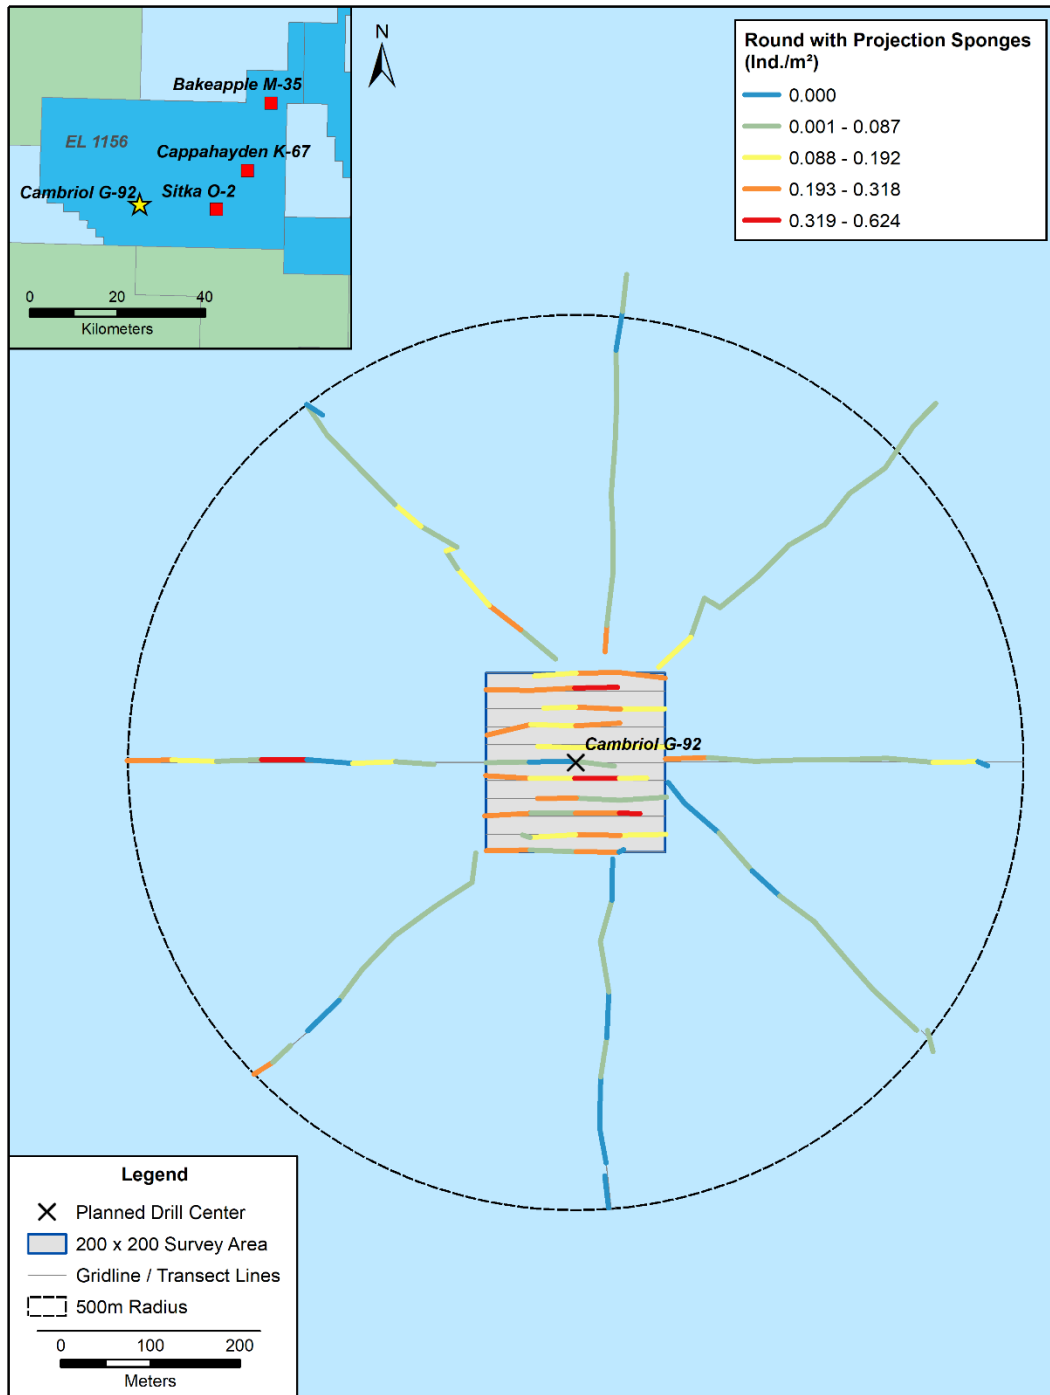 Bakeapple M-35
EL 1156
Cappahayden K-67
Cambriol G-92
Sitka O-2
0 20 40
Kilometers
N
Round with Projection Sponges
(Ind./m²)
0.000
0.001 - 0.087
0.088 - 0.192
0.193 - 0.318
0.319 - 0.624
Cambriol G-92
Legend
Planned Drill Center
200 x 200 Survey Area
Gridline / Transect Lines
500m Radius
0 100 200
Meters